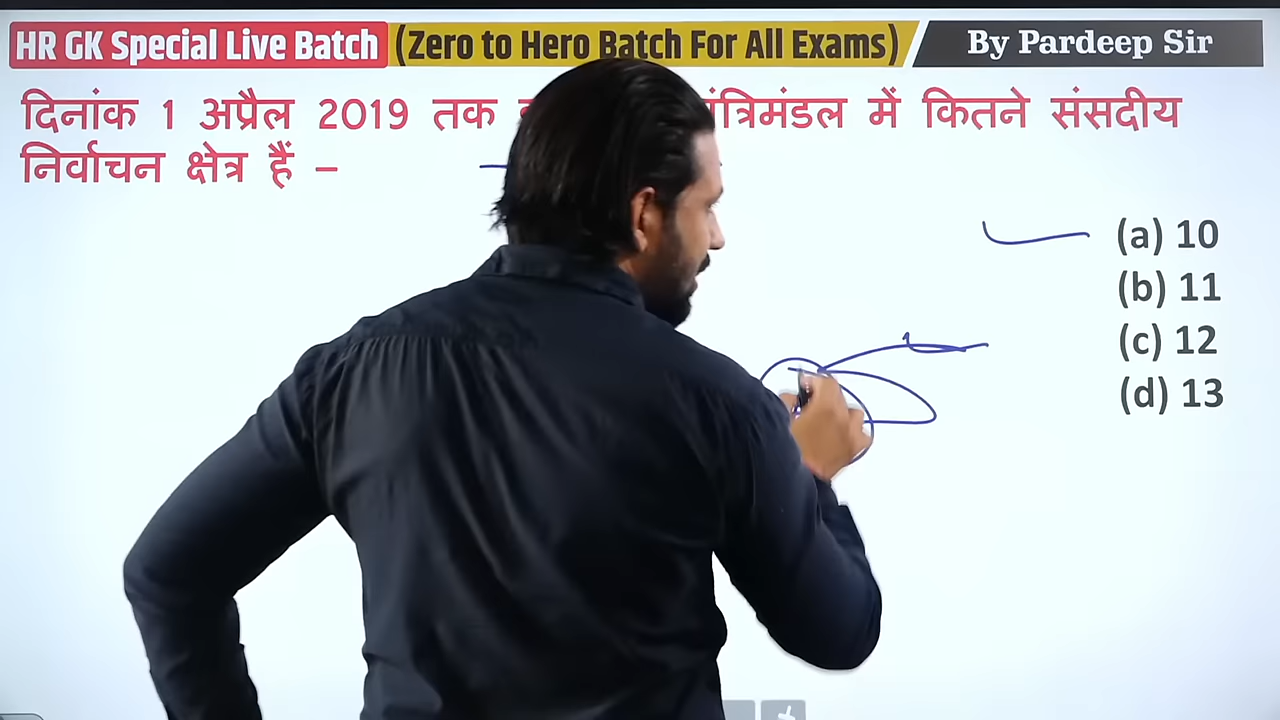 HR GK Special Live Batch (Zero to Hero Batch For All Exams) By Pardeep Sir
दिनांक 1 अप्रैल 2019 तक में कितने संसदीय
निर्वाचन क्षेत्र हैं –
(a) 10
(b) 11
(c) 12
(d) 13